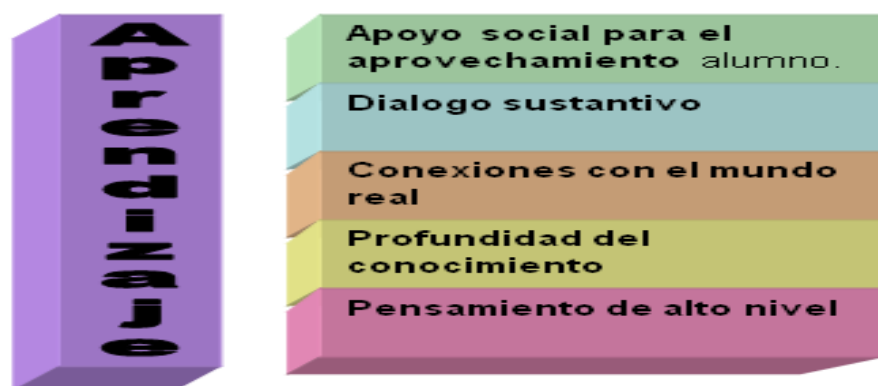 Aprendizaje
Apoyo social para el
aprovechamiento alumno.
Dialogo sustantivo
Conexiones con el mundo
real
Profundidad del
conocimiento
Pensamiento de alto nivel